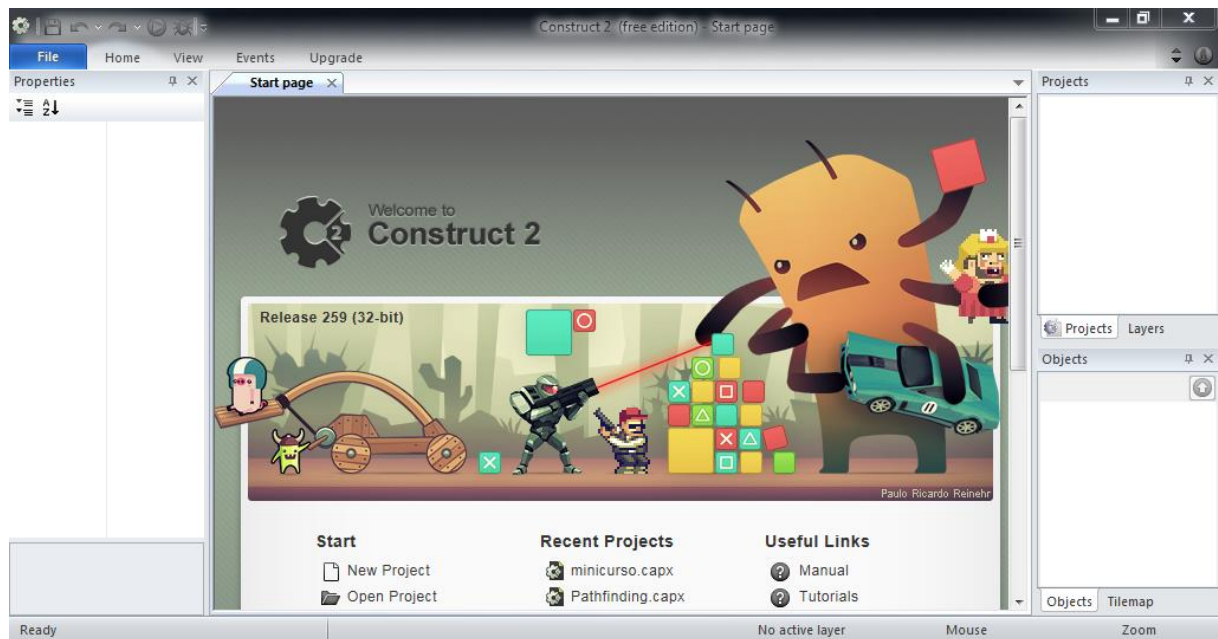 Construct 2 (free edition) - Start page
File Home View Events Upgrade
Properties
Start page
Projects
Welcome to
Construct 2
Release 259 (32-bit)
Paulo Ricardo Reinehr
Projects Layers
Objects
Start
New Project
Open Project
Recent Projects
minicurso.capx
Pathfinding.capx
Useful Links
Manual
Tutorials
Objects Tilemap
Ready
No active layer
Mouse
Zoom